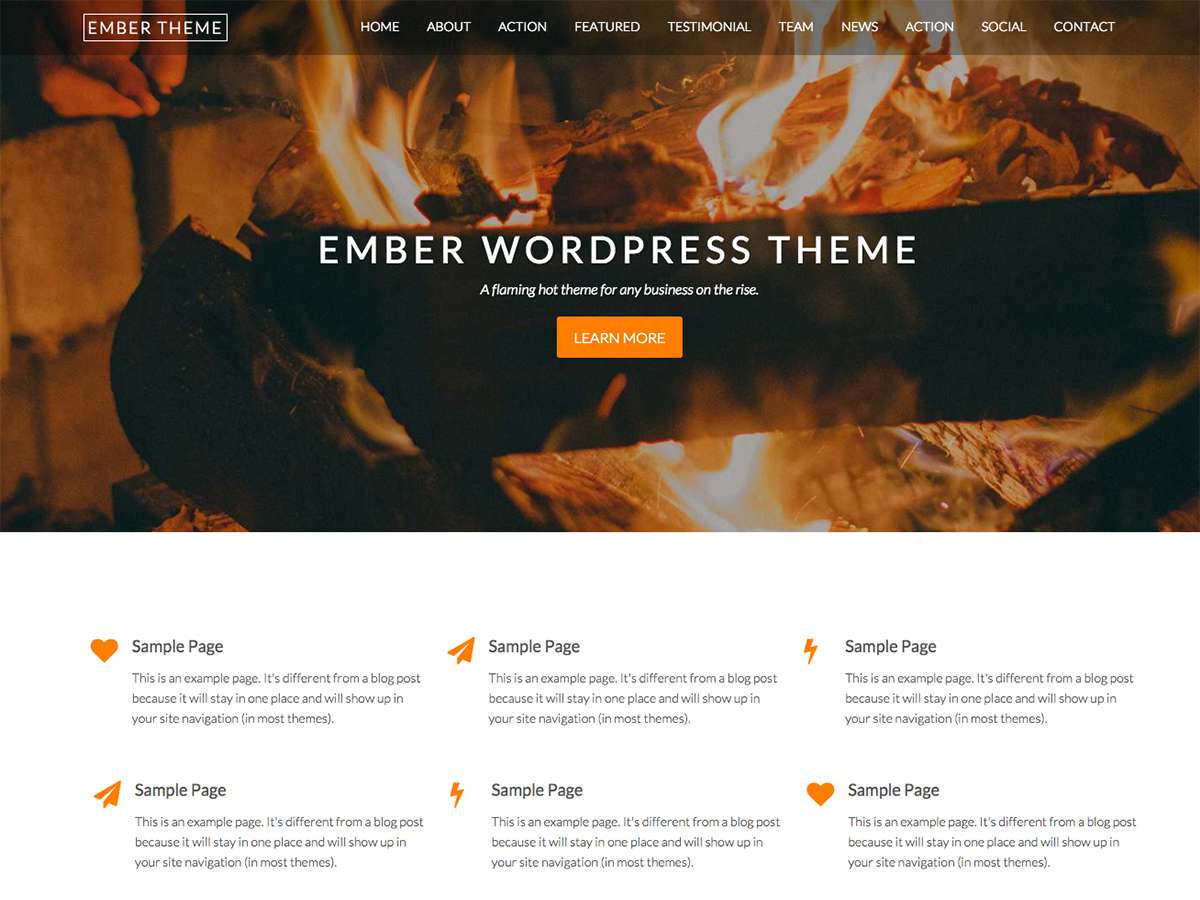 EMBER THEME
HOME ABOUT ACTION FEATURED TESTIMONIAL TEAM NEWS ACTION SOCIAL CONTACT
EMBER WORDPRESS THEME
A flaming hot theme for any business on the rise.
LEARN MORE
Sample Page
This is an example page. It's different from a blog post
because it will stay in one place and will show up in
your site navigation (in most themes).
Sample Page
This is an example page. It's different from a blog post
because it will stay in one place and will show up in
your site navigation (in most themes).
Sample Page
This is an example page. It's different from a blog post
because it will stay in one place and will show up in
your site navigation (in most themes).
Sample Page
This is an example page. It's different from a blog post
because it will stay in one place and will show up in
your site navigation (in most themes).
Sample Page
This is an example page. It's different from a blog post
because it will stay in one place and will show up in
your site navigation (in most themes).
Sample Page
This is an example page. It's different from a blog post
because it will stay in one place and will show up in
your site navigation (in most themes).